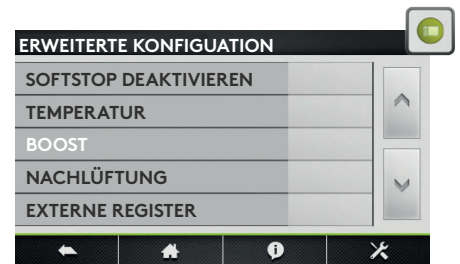 ERWEITERTE KONFIGUATION
SOFTSTOP DEAKTIVIEREN
TEMPERATUR
BOOST
NACHLÜFTUNG
EXTERNE REGISTER